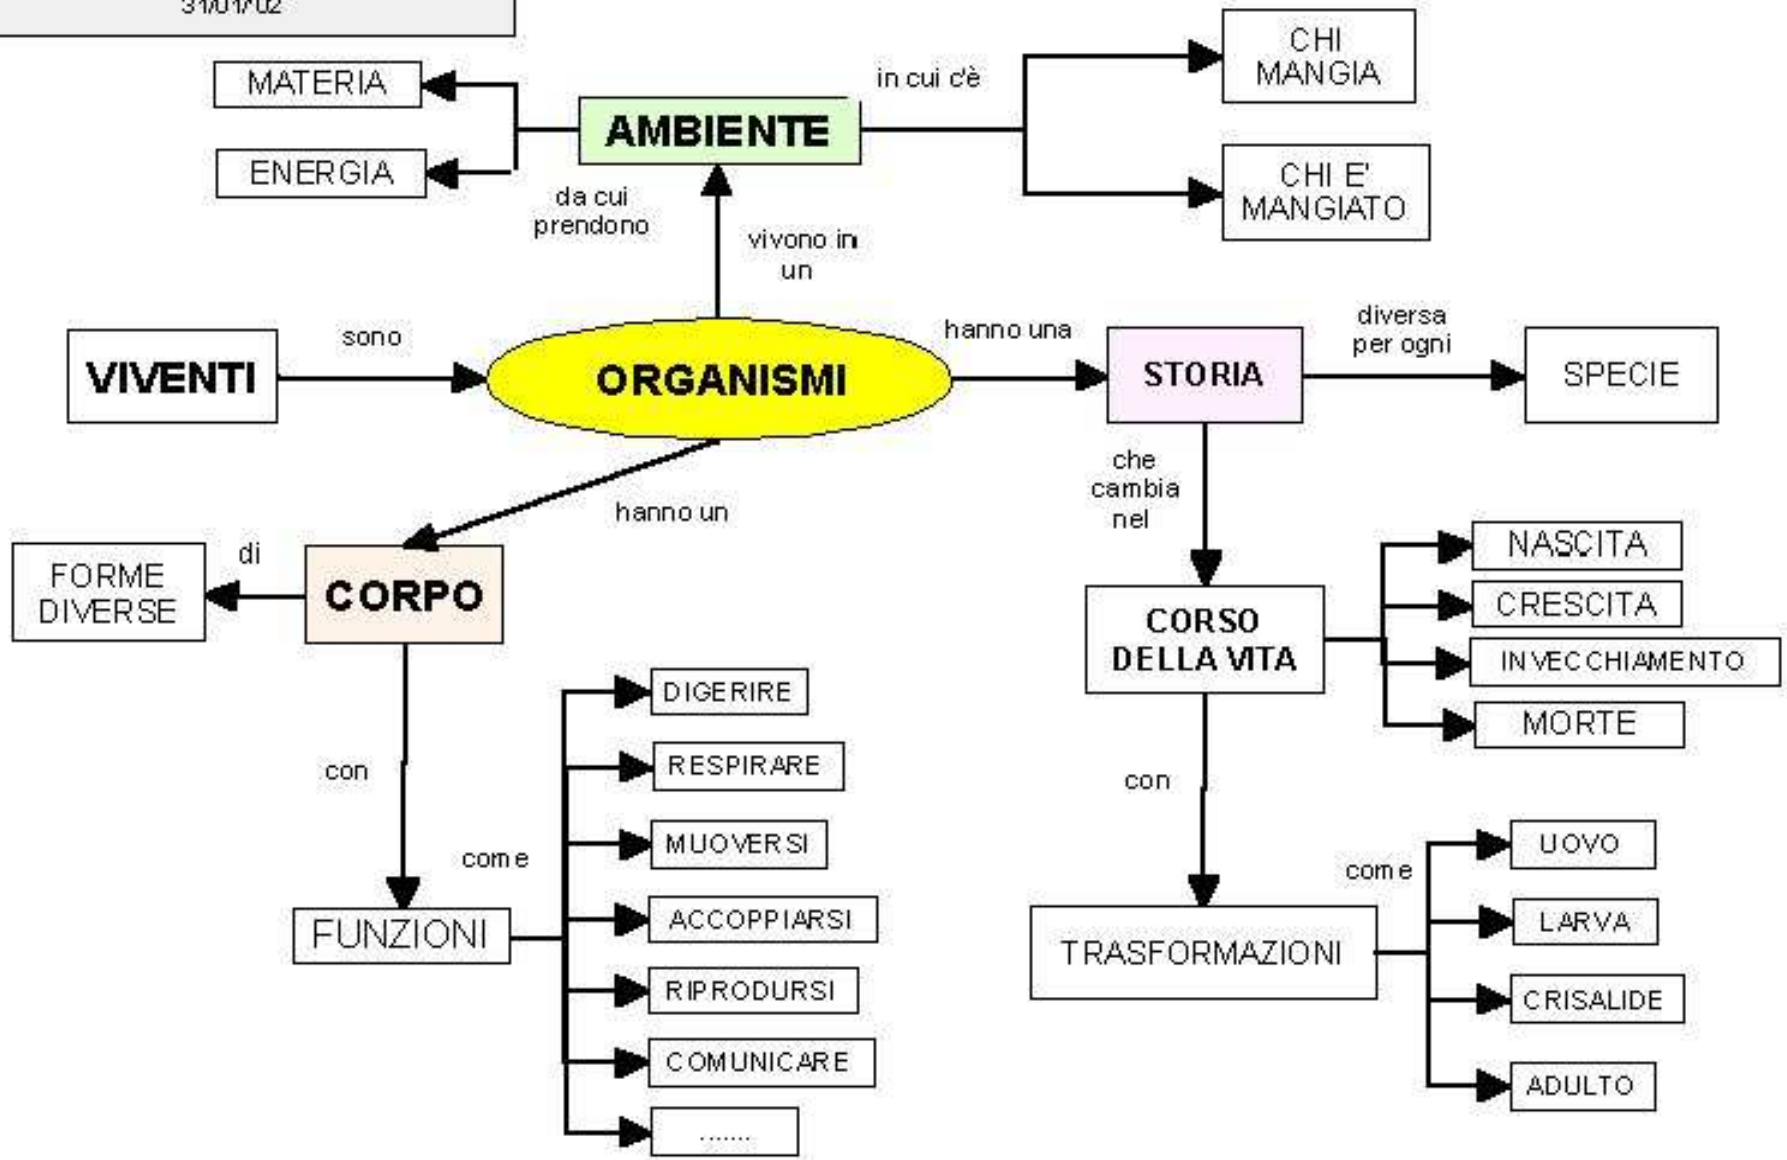 31/01/02
MATERIA
ENERGIA
AMBIENTE
da cui
prendono
in cui c'è
CHI
MANGIA
CHI E'
MANGIATO
vivono in
un
VIVENTI
sono
ORGANISMI
hanno una
STORIA
diversa
per ogni
SPECIE
hanno un
che
cambia
nel
FORME
DIVERSE
di
CORPO
CORSO
DELLA VITA
NASCITA
CRESCITA
INVECCHIAMENTO
MORTE
con
come
FUNZIONI
DIGERIRE
RESPIRARE
MUOVERSI
ACCOPPIARSI
RIPRODURSI
COMUNICARE
.......
con
TRASFORMAZIONI
come
UOVO
LARVA
CRISALIDE
ADULTO